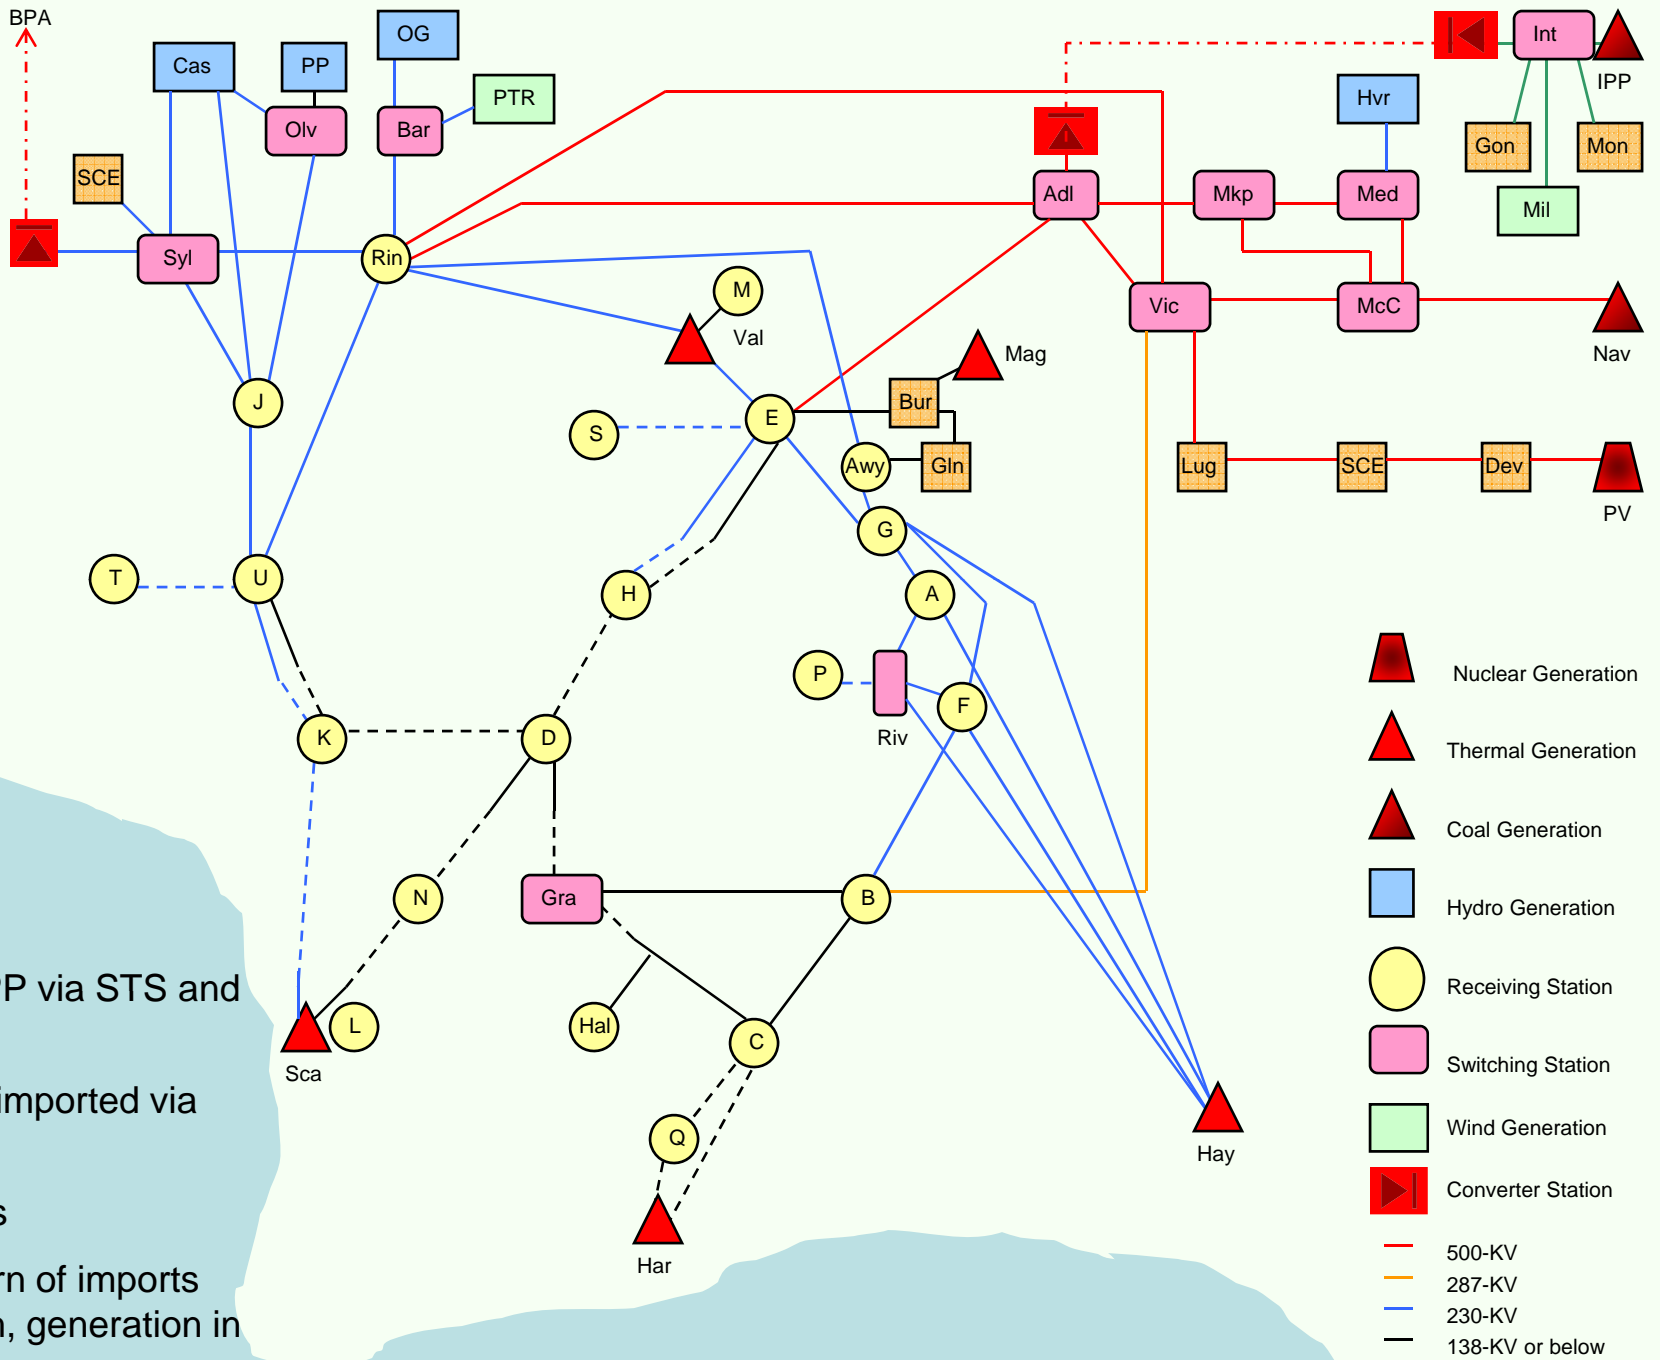 BPA
Cas
PP
OG
PTR
Olv
Bar
SCE
Syl
Rin
Adl
Mkp
Med
Hvr
Int
IPP
Gon
Mon
Mil
M
Val
Vic
McC
Nav
Mag
Bur
J
S
E
Awy
Gln
Lug
SCE
Dev
PV
G
T
U
H
A
P
Riv
F
K
D
N
Gra
B
Hal
L
C
Sca
Q
Har
Hay
PP via STS and
imported via
s
rn of imports
n, generation in
Nuclear Generation
Thermal Generation
Coal Generation
Hydro Generation
Receiving Station
Switching Station
Wind Generation
Converter Station
500-KV
287-KV
230-KV
138-KV or below